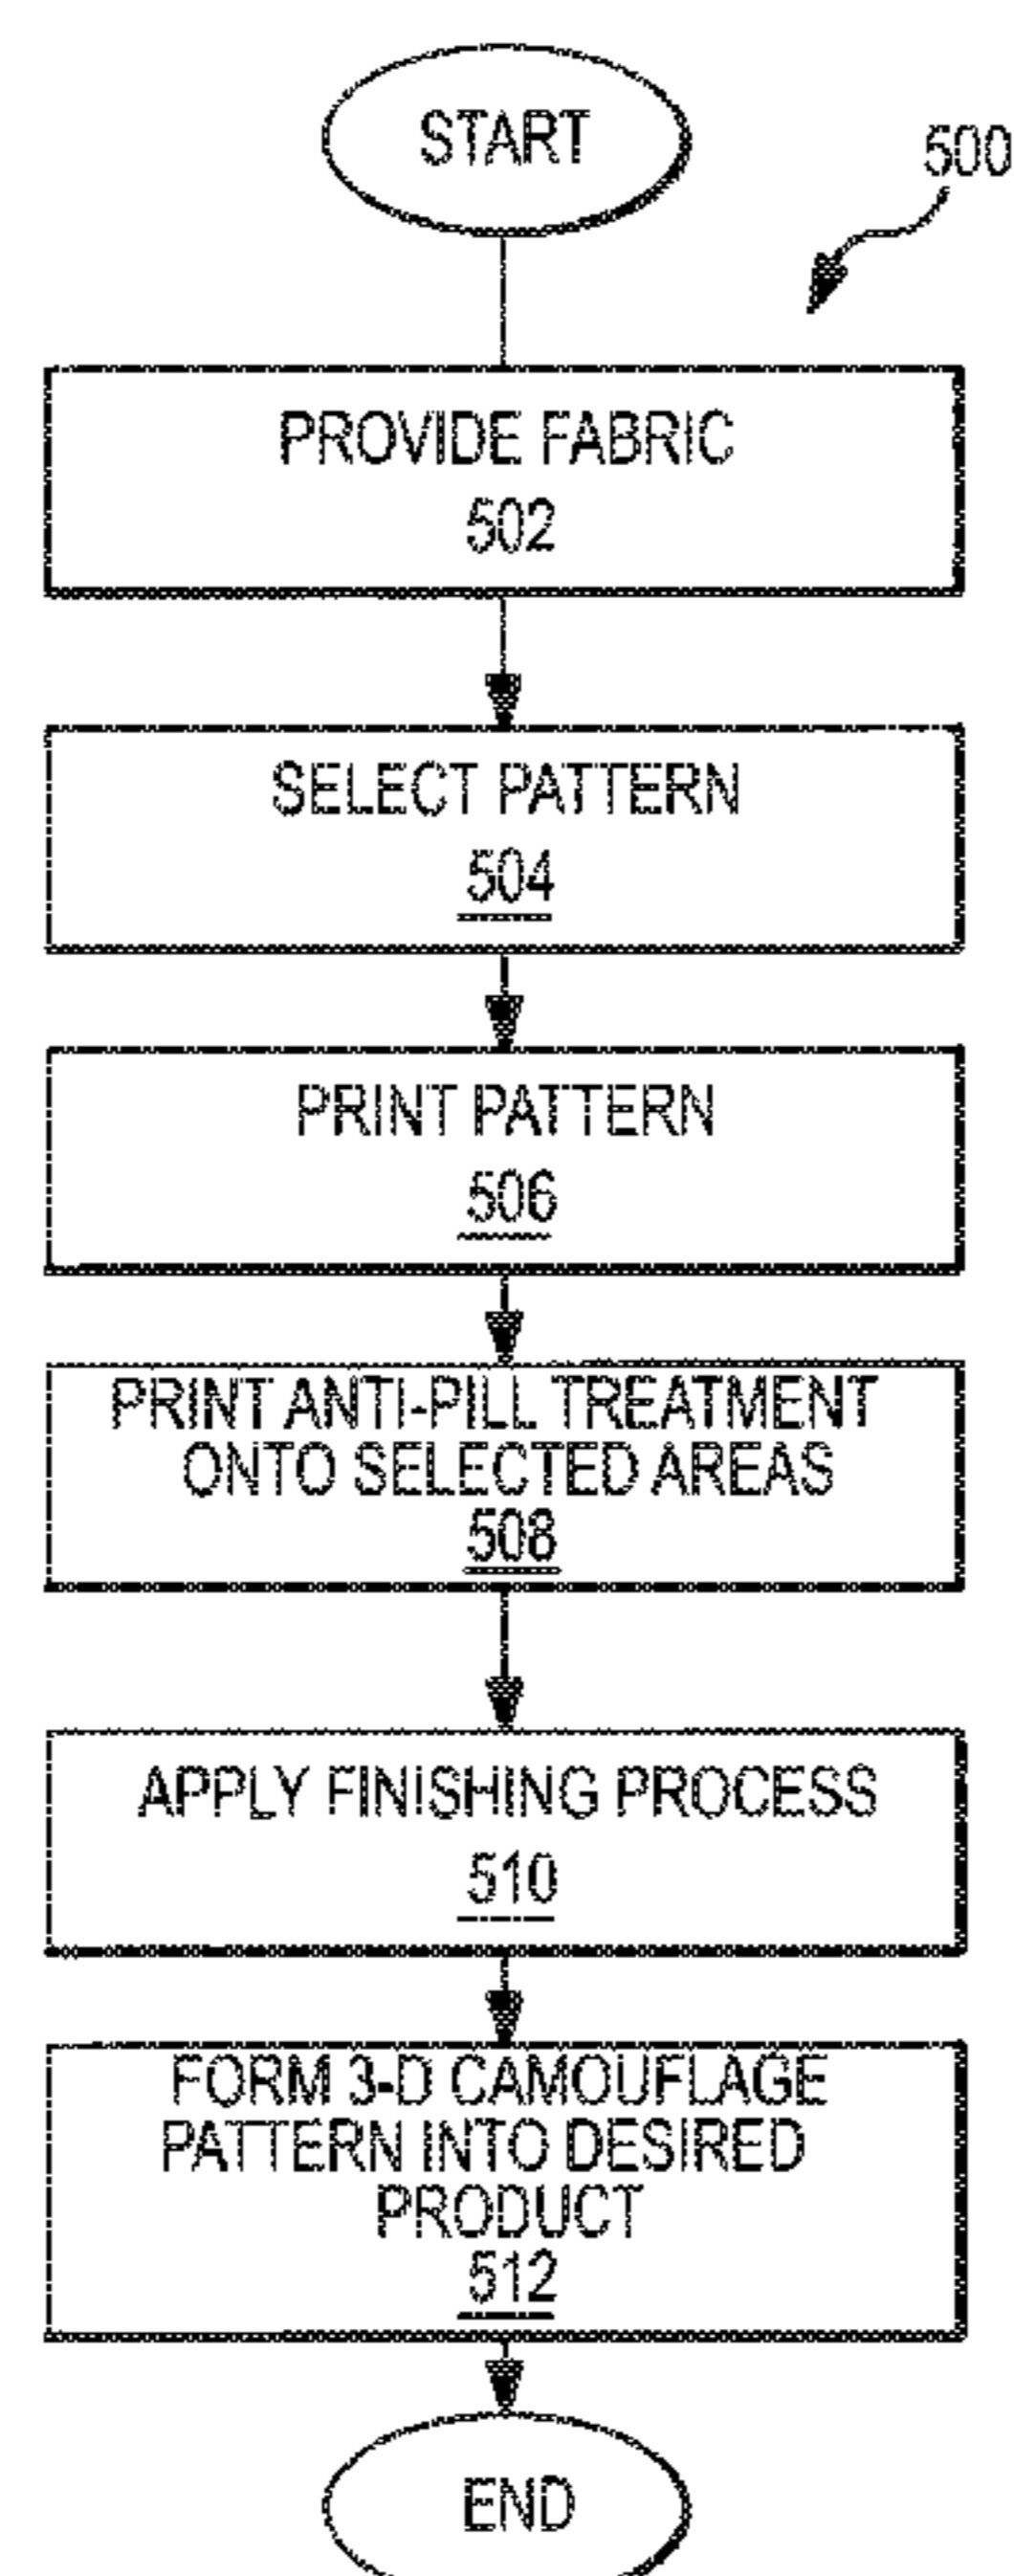 START
500
PROVIDE FABRIC
502
SELECT PATTERN
504
PRINT PATTERN
506
PRINT ANTI-PILL TREATMENT
ONTO SELECTED AREAS
508
APPLY FINISHING PROCESS
510
FORM 3-D CAMOUFLAGE
PATTERN INTO DESIRED
PRODUCT
512
END